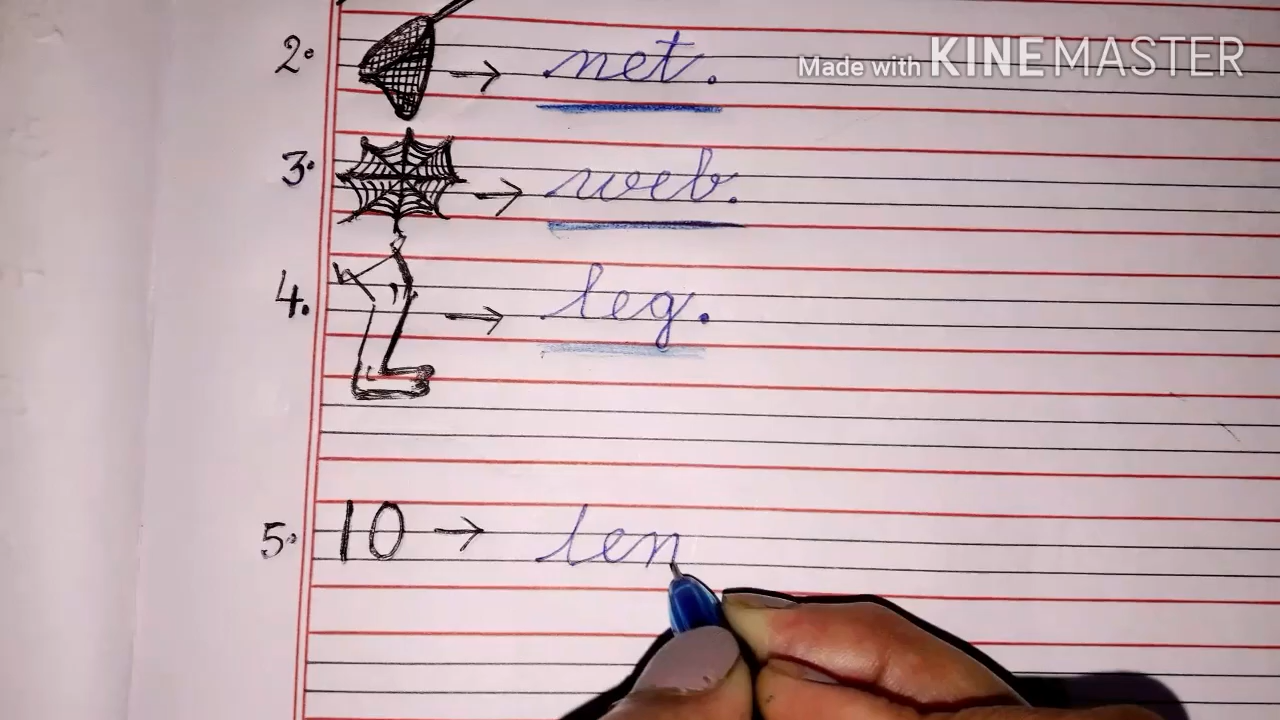 2. → net.
Made with KINEMASTER
3. → web.
4. → leg.
5. 10 → ten